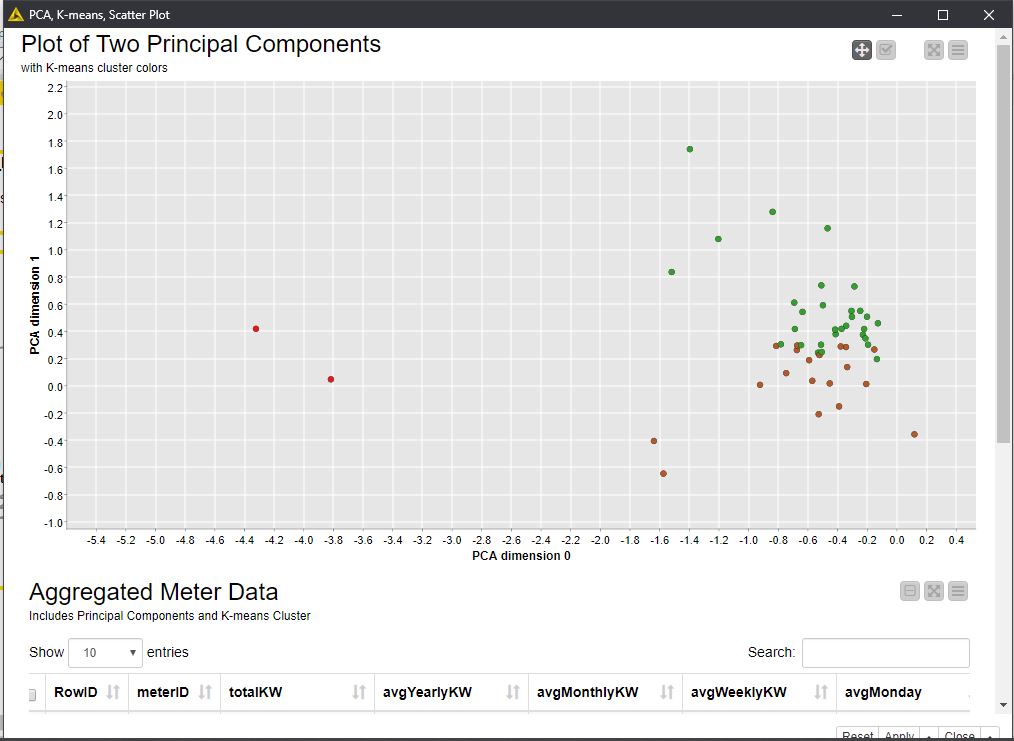 PCA, K-means, Scatter Plot
Plot of Two Principal Components
with K-means cluster colors
2.2
2.0
1.8
1.6
1.4
1.2
1.0
0.8
0.6
0.4
0.2
0.0
-0.2
-0.4
-0.6
-0.8
-1.0
PCA dimension 1
-5.4 -5.2 -5.0 -4.8 -4.6 -4.4 -4.2 -4.0 -3.8 -3.6 -3.4 -3.2 -3.0 -2.8 -2.6 -2.4 -2.2 -2.0 -1.8 -1.6 -1.4 -1.2 -1.0 -0.8 -0.6 -0.4 -0.2 0.0 0.2 0.4
PCA dimension 0
Aggregated Meter Data
Includes Principal Components and K-means Cluster
Show 10 entries Search:
RowID meterID totalKW avgYearlyKW avgMonthlyKW avgWeeklyKW avgMonday
Reset Apply Close